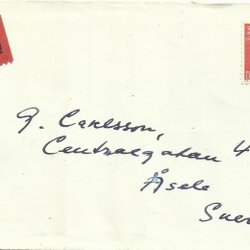 G. Carlsson,
Centralgatan 4
Åsele
Swe